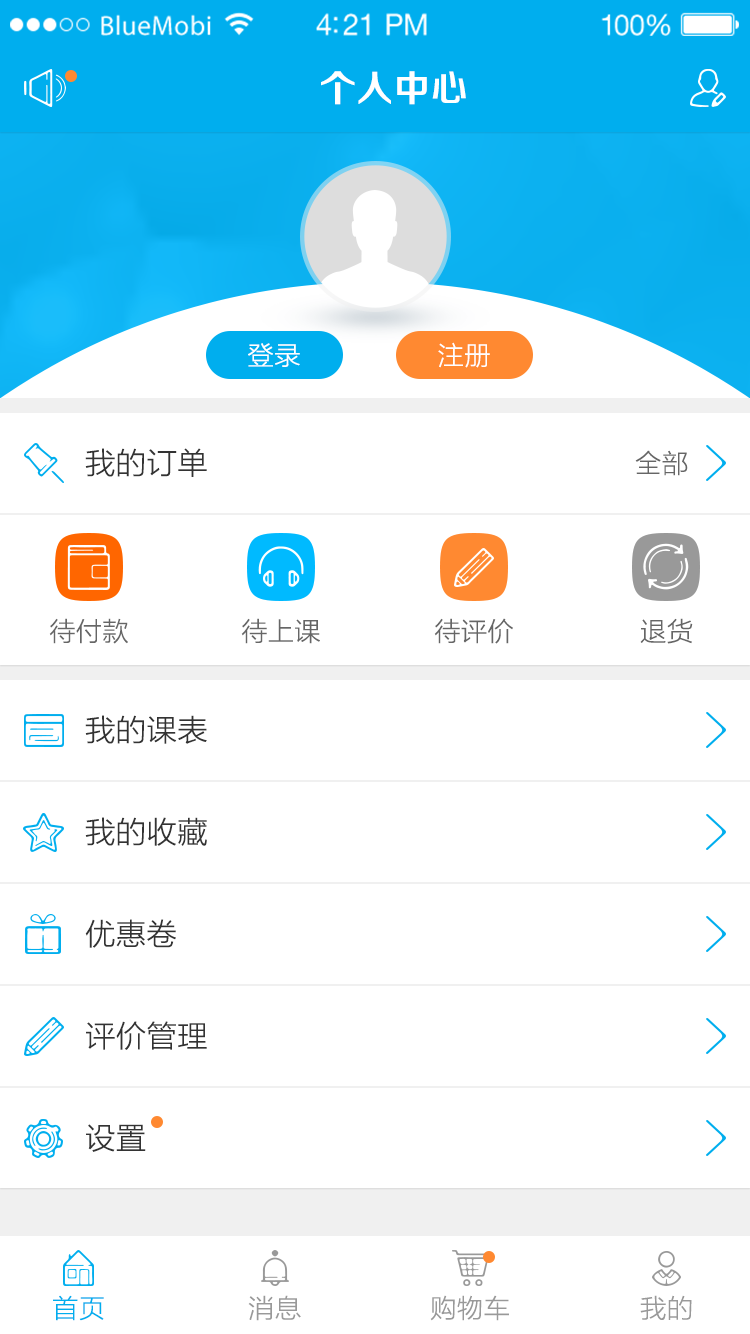 BlueMobi 4:21 PM 100%
个人中心
登录 注册
我的订单 全部
待付款 待上课 待评价 退货
我的课表
我的收藏
优惠卷
评价管理
设置
首页 消息 购物车 我的